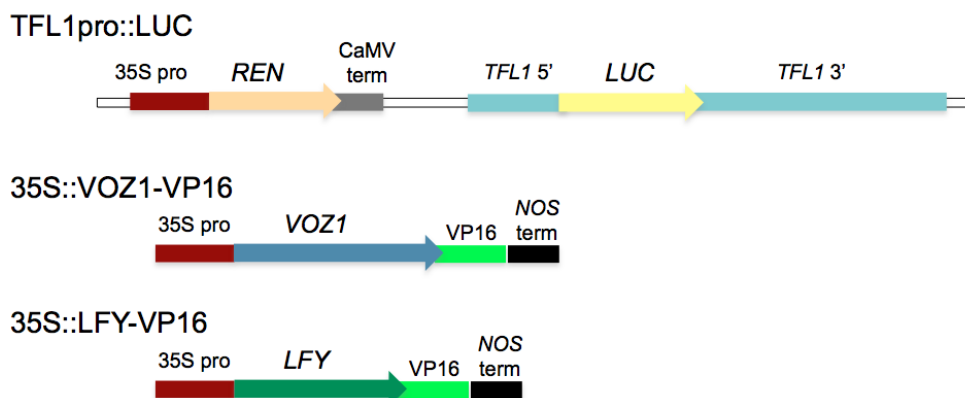 TFL1pro::LUC
35S pro
REN
CaMV
term
TFL1 5’
LUC
TFL1 3’
35S::VOZ1-VP16
35S pro
VOZ1
VP16
NOS
term
35S::LFY-VP16
35S pro
LFY
VP16
NOS
term